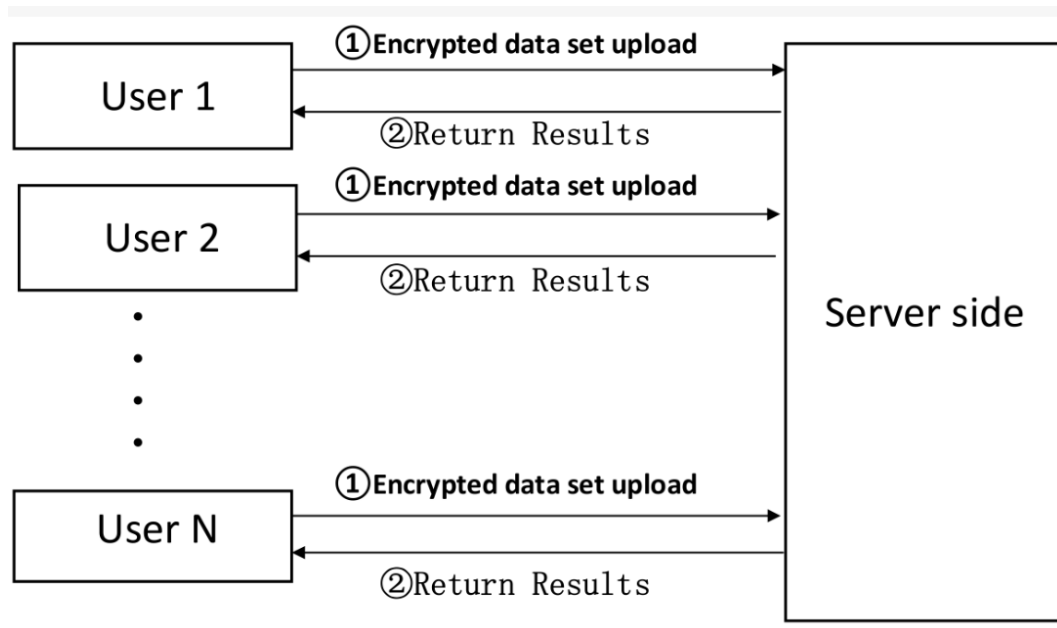 ①Encrypted data set upload
User 1
②Return Results
①Encrypted data set upload
User 2
②Return Results
Server side
①Encrypted data set upload
User N
②Return Results